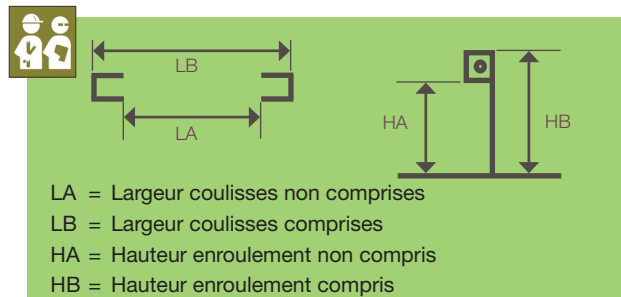 LB
LA
HA
HB
LA = Largeur coulisses non comprises
LB = Largeur coulisses comprises
HA = Hauteur enroulement non compris
HB = Hauteur enroulement compris